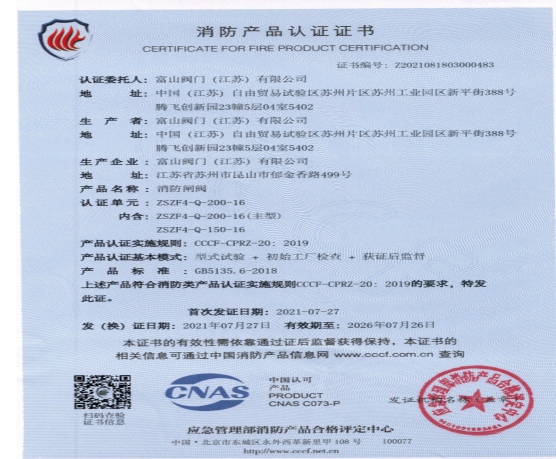 消防产品认证证书
CERTIFICATE FOR FIRE PRODUCT CERTIFICATION
证书编号: Z2021081803000483
认证委托人: 富山阀门(江苏)有限公司
地 址: 中国(江苏)自由贸易试验区苏州片区苏州工业园区新平街388号
腾飞创新园23幢5层04室5402
生 产 者: 富山阀门(江苏)有限公司
地 址: 中国(江苏)自由贸易试验区苏州片区苏州工业园区新平街388号
腾飞创新园23幢5层04室5402
生产企业: 富山阀门(江苏)有限公司
地 址: 江苏省苏州市昆山市郁金香路499号
产品名称: 消防闸阀
认证单元: ZSZF4-Q-200-16
内含: ZSZF4-Q-200-16(主型)
ZSZF4-Q-150-16
产品认证实施规则: CCCF-CPRZ-20: 2019
产品认证基本模式: 型式试验 + 初始工厂检查 + 获证后监督
产 品 标 准: GB5135.6-2018
上述产品符合消防类产品认证实施规则CCCF-CPRZ-20: 2019的要求, 特发
此证。
首次发证日期: 2021-07-27
发(换)证日期: 2021年07月27日 有效期至: 2026年07月26日
本证书的有效性需依靠通过证后监督获得保持, 本证书的
相关信息可通过中国消防产品信息网 www.cccf.com.cn 查询
扫码查验
证书信息
CNAS
中国认可
产品
PRODUCT
CNAS C073-P
发证机构名称
应急管理部消防产品合格评定中心
中国·北京市东城区永外西革新里甲108号 100077
http://www.cccf.net.cn